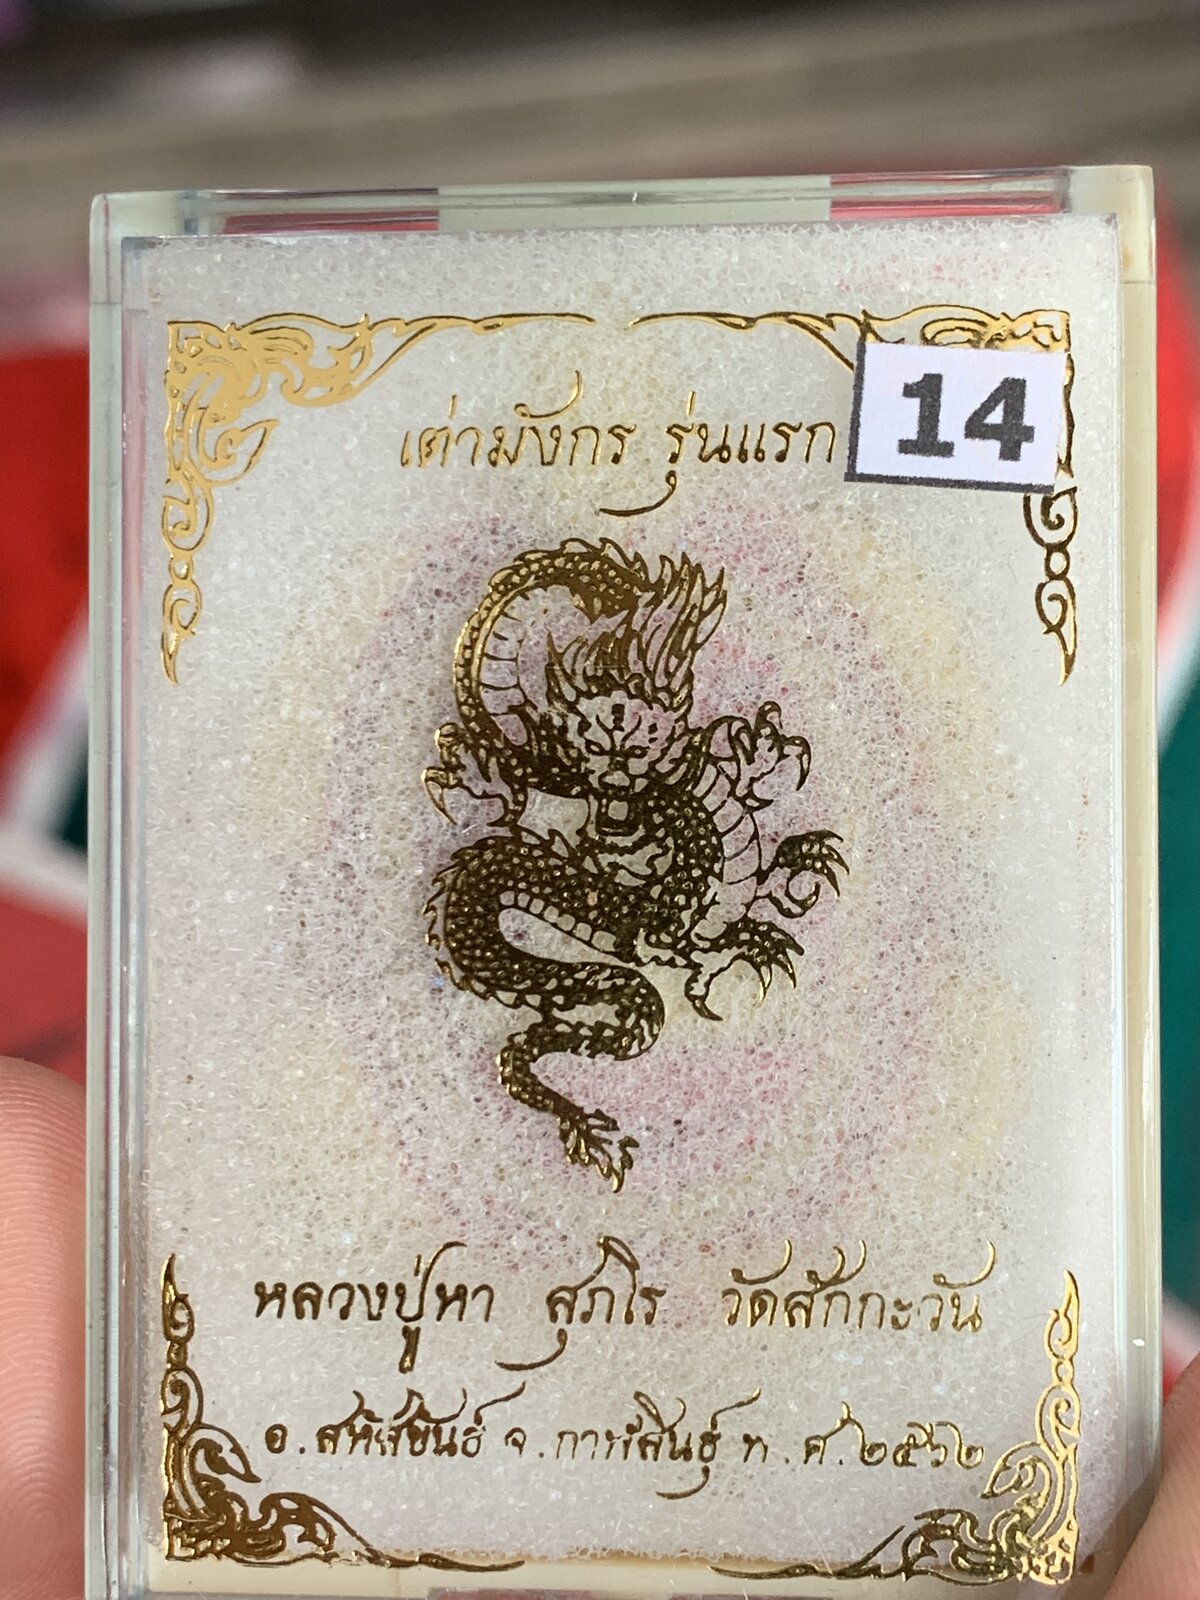 เต่ามังกร รุ่นแรก
14
หลวงปู่หา สุภโร วัดสักกะวัน
อ.สหัสขันธ์ จ.กาฬสินธุ์ พ.ศ.๒๕๖๒